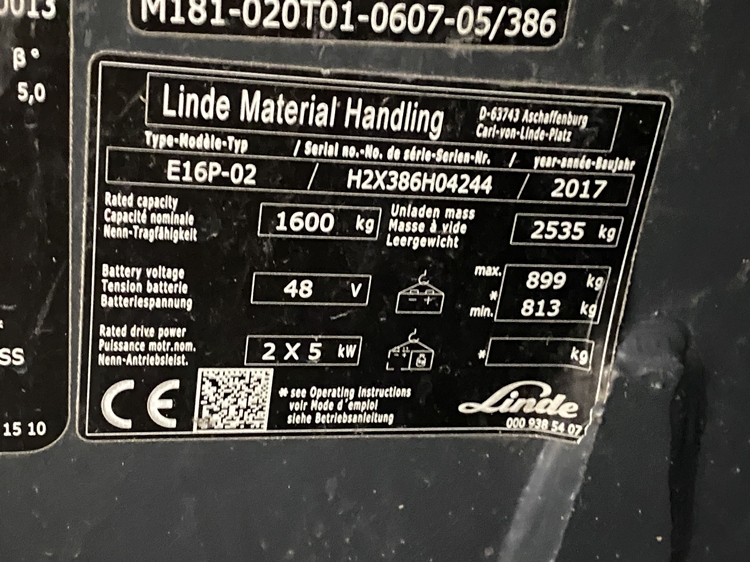 0013
β°
5,0
SS
15 10
M181-020T01-0607-05/386
Linde Material Handling
D-63743 Aschaffenburg
Carl-von-Linde-Platz
Type-Modèle-Typ / Serial no.-No. de série-Serien-Nr. / year-année-Baujahr
E16P-02 / H2X386H04244 / 2017
Rated capacity
Capacité nominale
Nenn-Tragfähigkeit
1600 kg
Unladen mass
Masse à vide
Leergewicht
2535 kg
Battery voltage
Tension batterie
Batteriespannung
48 V
- +
max. 899 kg
*
min. 813 kg
Rated drive power
Puissance motr.nom.
Nenn-Antriebsleist.
2 X 5 kW
* kg
CE
* see Operating instructions
voir Mode d'emploi
siehe Betriebsanleitung
Linde
000 938 54 07